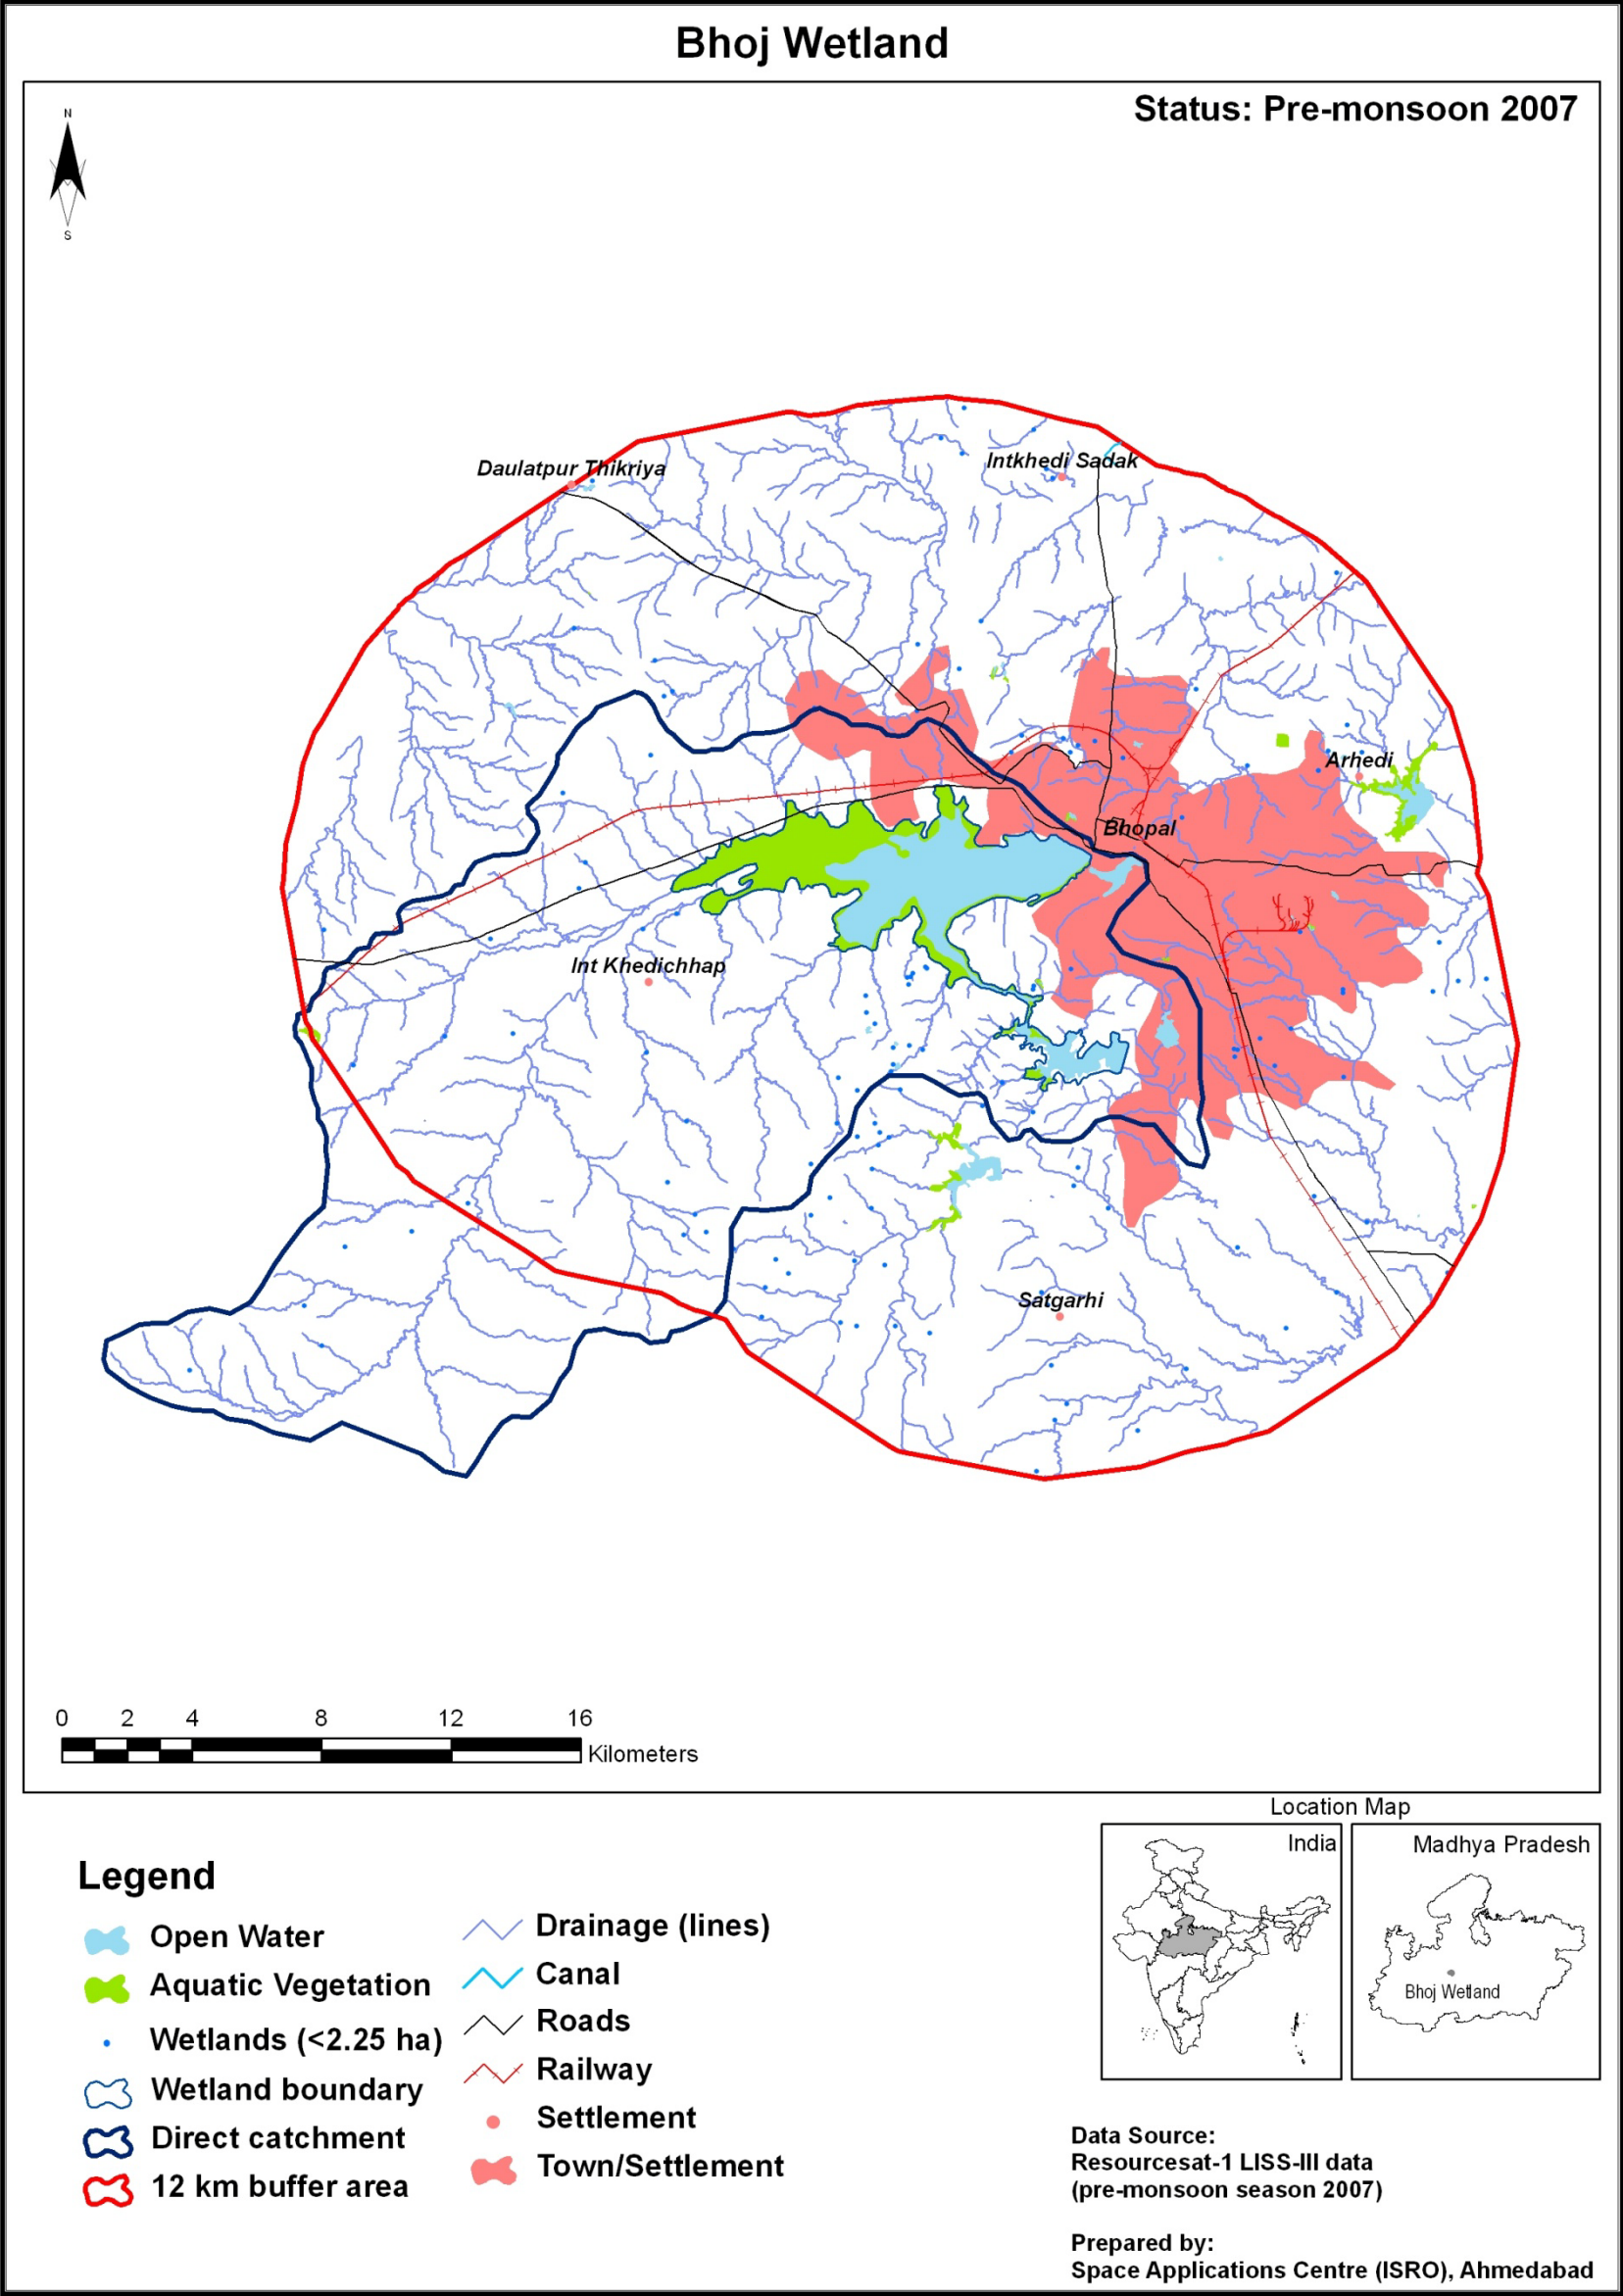 Bhoj Wetland
Status: Pre-monsoon 2007
N
S
Daulatpur Thikriya
Intkhedi Sadak
Arhedi
Bhopal
Int Khedichhap
Satgarhi
0 2 4 8 12 16
Kilometers
Location Map
India
Madhya Pradesh
Bhoj Wetland
Legend
Open Water
Aquatic Vegetation
Wetlands (<2.25 ha)
Wetland boundary
Direct catchment
12 km buffer area
Drainage (lines)
Canal
Roads
Railway
Settlement
Town/Settlement
Data Source:
Resourcesat-1 LISS-III data
(pre-monsoon season 2007)
Prepared by:
Space Applications Centre (ISRO), Ahmedabad